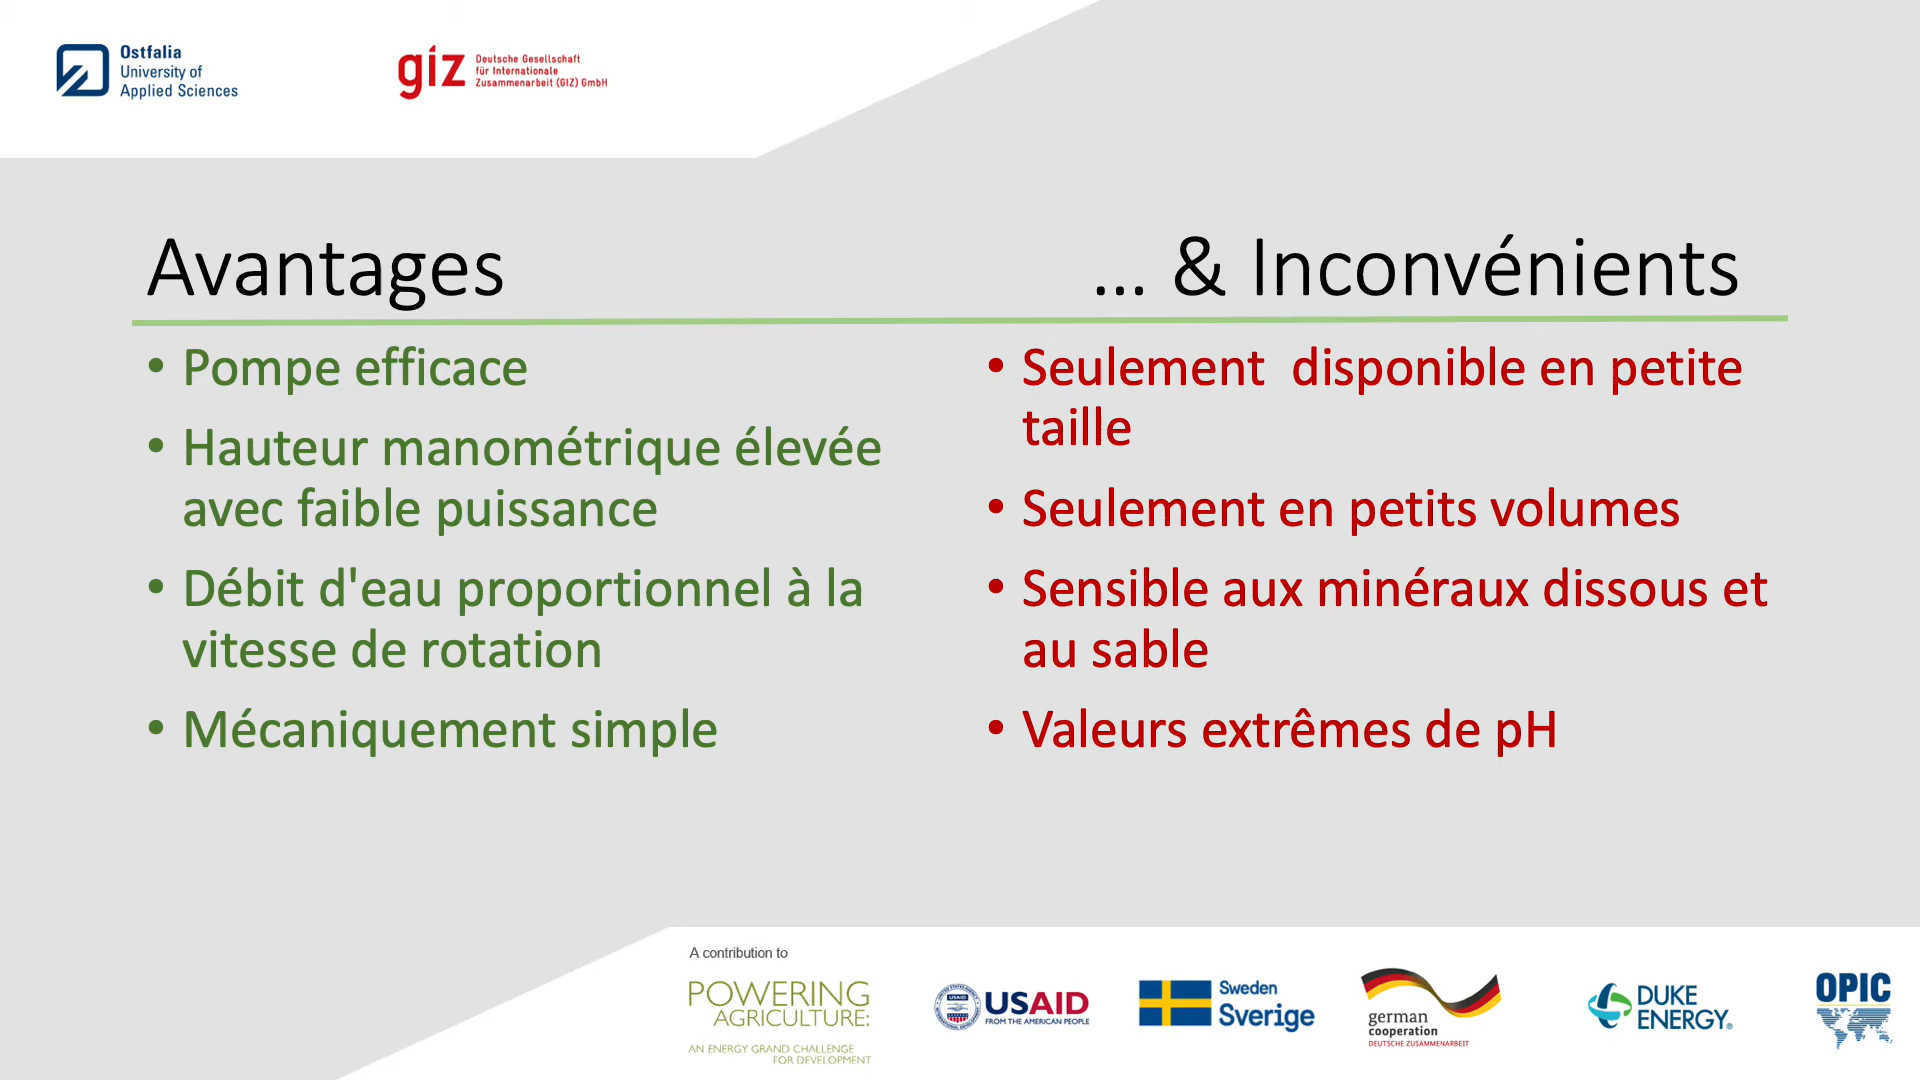 Ostfalia
University of
Applied Sciences
giz
Deutsche Gesellschaft
für Internationale
Zusammenarbeit (GIZ) GmbH
Avantages
... & Inconvénients
• Pompe efficace
• Hauteur manométrique élevée
avec faible puissance
• Débit d'eau proportionnel à la
vitesse de rotation
• Mécaniquement simple
• Seulement  disponible en petite
taille
• Seulement en petits volumes
• Sensible aux minéraux dissous et
au sable
• Valeurs extrêmes de pH
A contribution to
POWERING
AGRICULTURE:
AN ENERGY GRAND CHALLENGE
FOR DEVELOPMENT
USAID
FROM THE AMERICAN PEOPLE
Sweden
Sverige
german
cooperation
DEUTSCHE ZUSAMMENARBEIT
DUKE
ENERGY®
OPIC